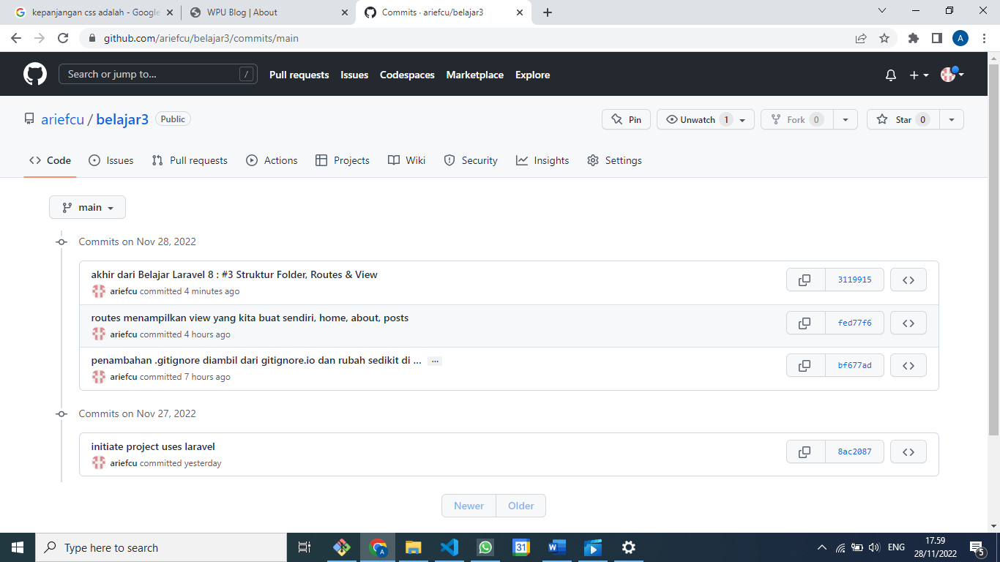 kepanjangan css adalah - Google
WPU Blog | About
Commits · ariefcu/belajar3
github.com/ariefcu/belajar3/commits/main
A
Search or jump to...
/
Pull requests
Issues
Codespaces
Marketplace
Explore
ariefcu / belajar3
Public
Pin
Unwatch 1
Fork 0
Star 0
Code
Issues
Pull requests
Actions
Projects
Wiki
Security
Insights
Settings
main
Commits on Nov 28, 2022
akhir dari Belajar Laravel 8 : #3 Struktur Folder, Routes & View
ariefcu committed 4 minutes ago
3119915
routes menampilkan view yang kita buat sendiri, home, about, posts
ariefcu committed 4 hours ago
fed77f6
penambahan .gitignore diambil dari gitignore.io dan rubah sedikit di ... ...
ariefcu committed 7 hours ago
bf677ad
Commits on Nov 27, 2022
initiate project uses laravel
ariefcu committed yesterday
8ac2087
Newer
Older
Type here to search
A
31
W
ENG
17.59
28/11/2022
5